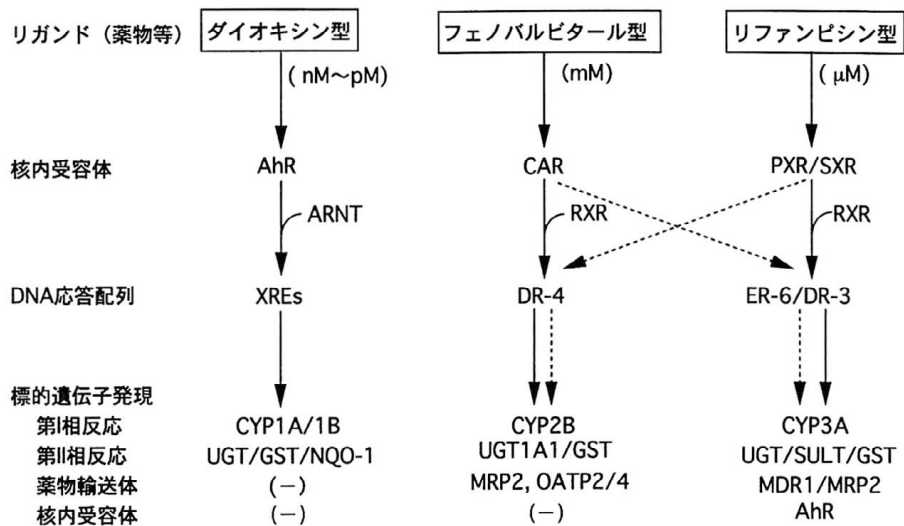 リガンド（薬物等） ダイオキシン型 フェノバルビタール型 リファンピシン型
( nM～pM) (mM) ( μM)
核内受容体 AhR CAR PXR/SXR
ARNT RXR RXR
DNA応答配列 XREs DR-4 ER-6/DR-3
標的遺伝子発現
第I相反応 CYP1A/1B CYP2B CYP3A
第II相反応 UGT/GST/NQO-1 UGT1A1/GST UGT/SULT/GST
薬物輸送体 (－) MRP2, OATP2/4 MDR1/MRP2
核内受容体 (－) (－) AhR